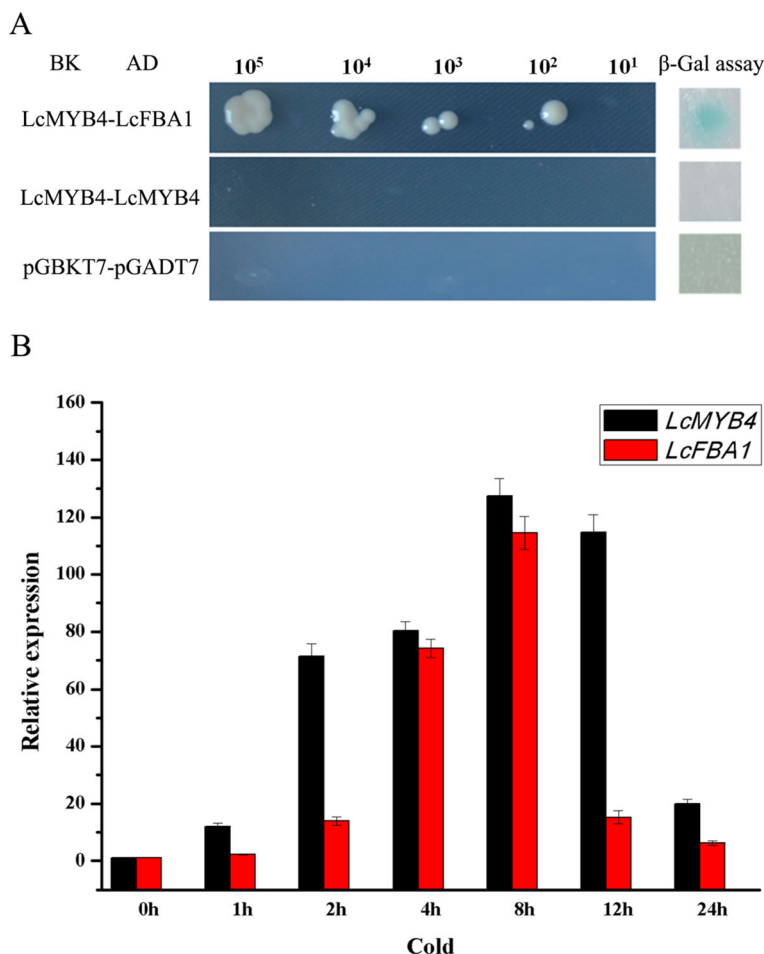 A
BK AD 10⁵ 10⁴ 10³ 10² 10¹ β-Gal assay
LcMYB4-LcFBA1
LcMYB4-LcMYB4
pGBKT7-pGADT7
B
160
140
120
100
80
60
40
20
0
Relative expression
LcMYB4
LcFBA1
0h 1h 2h 4h 8h 12h 24h
Cold